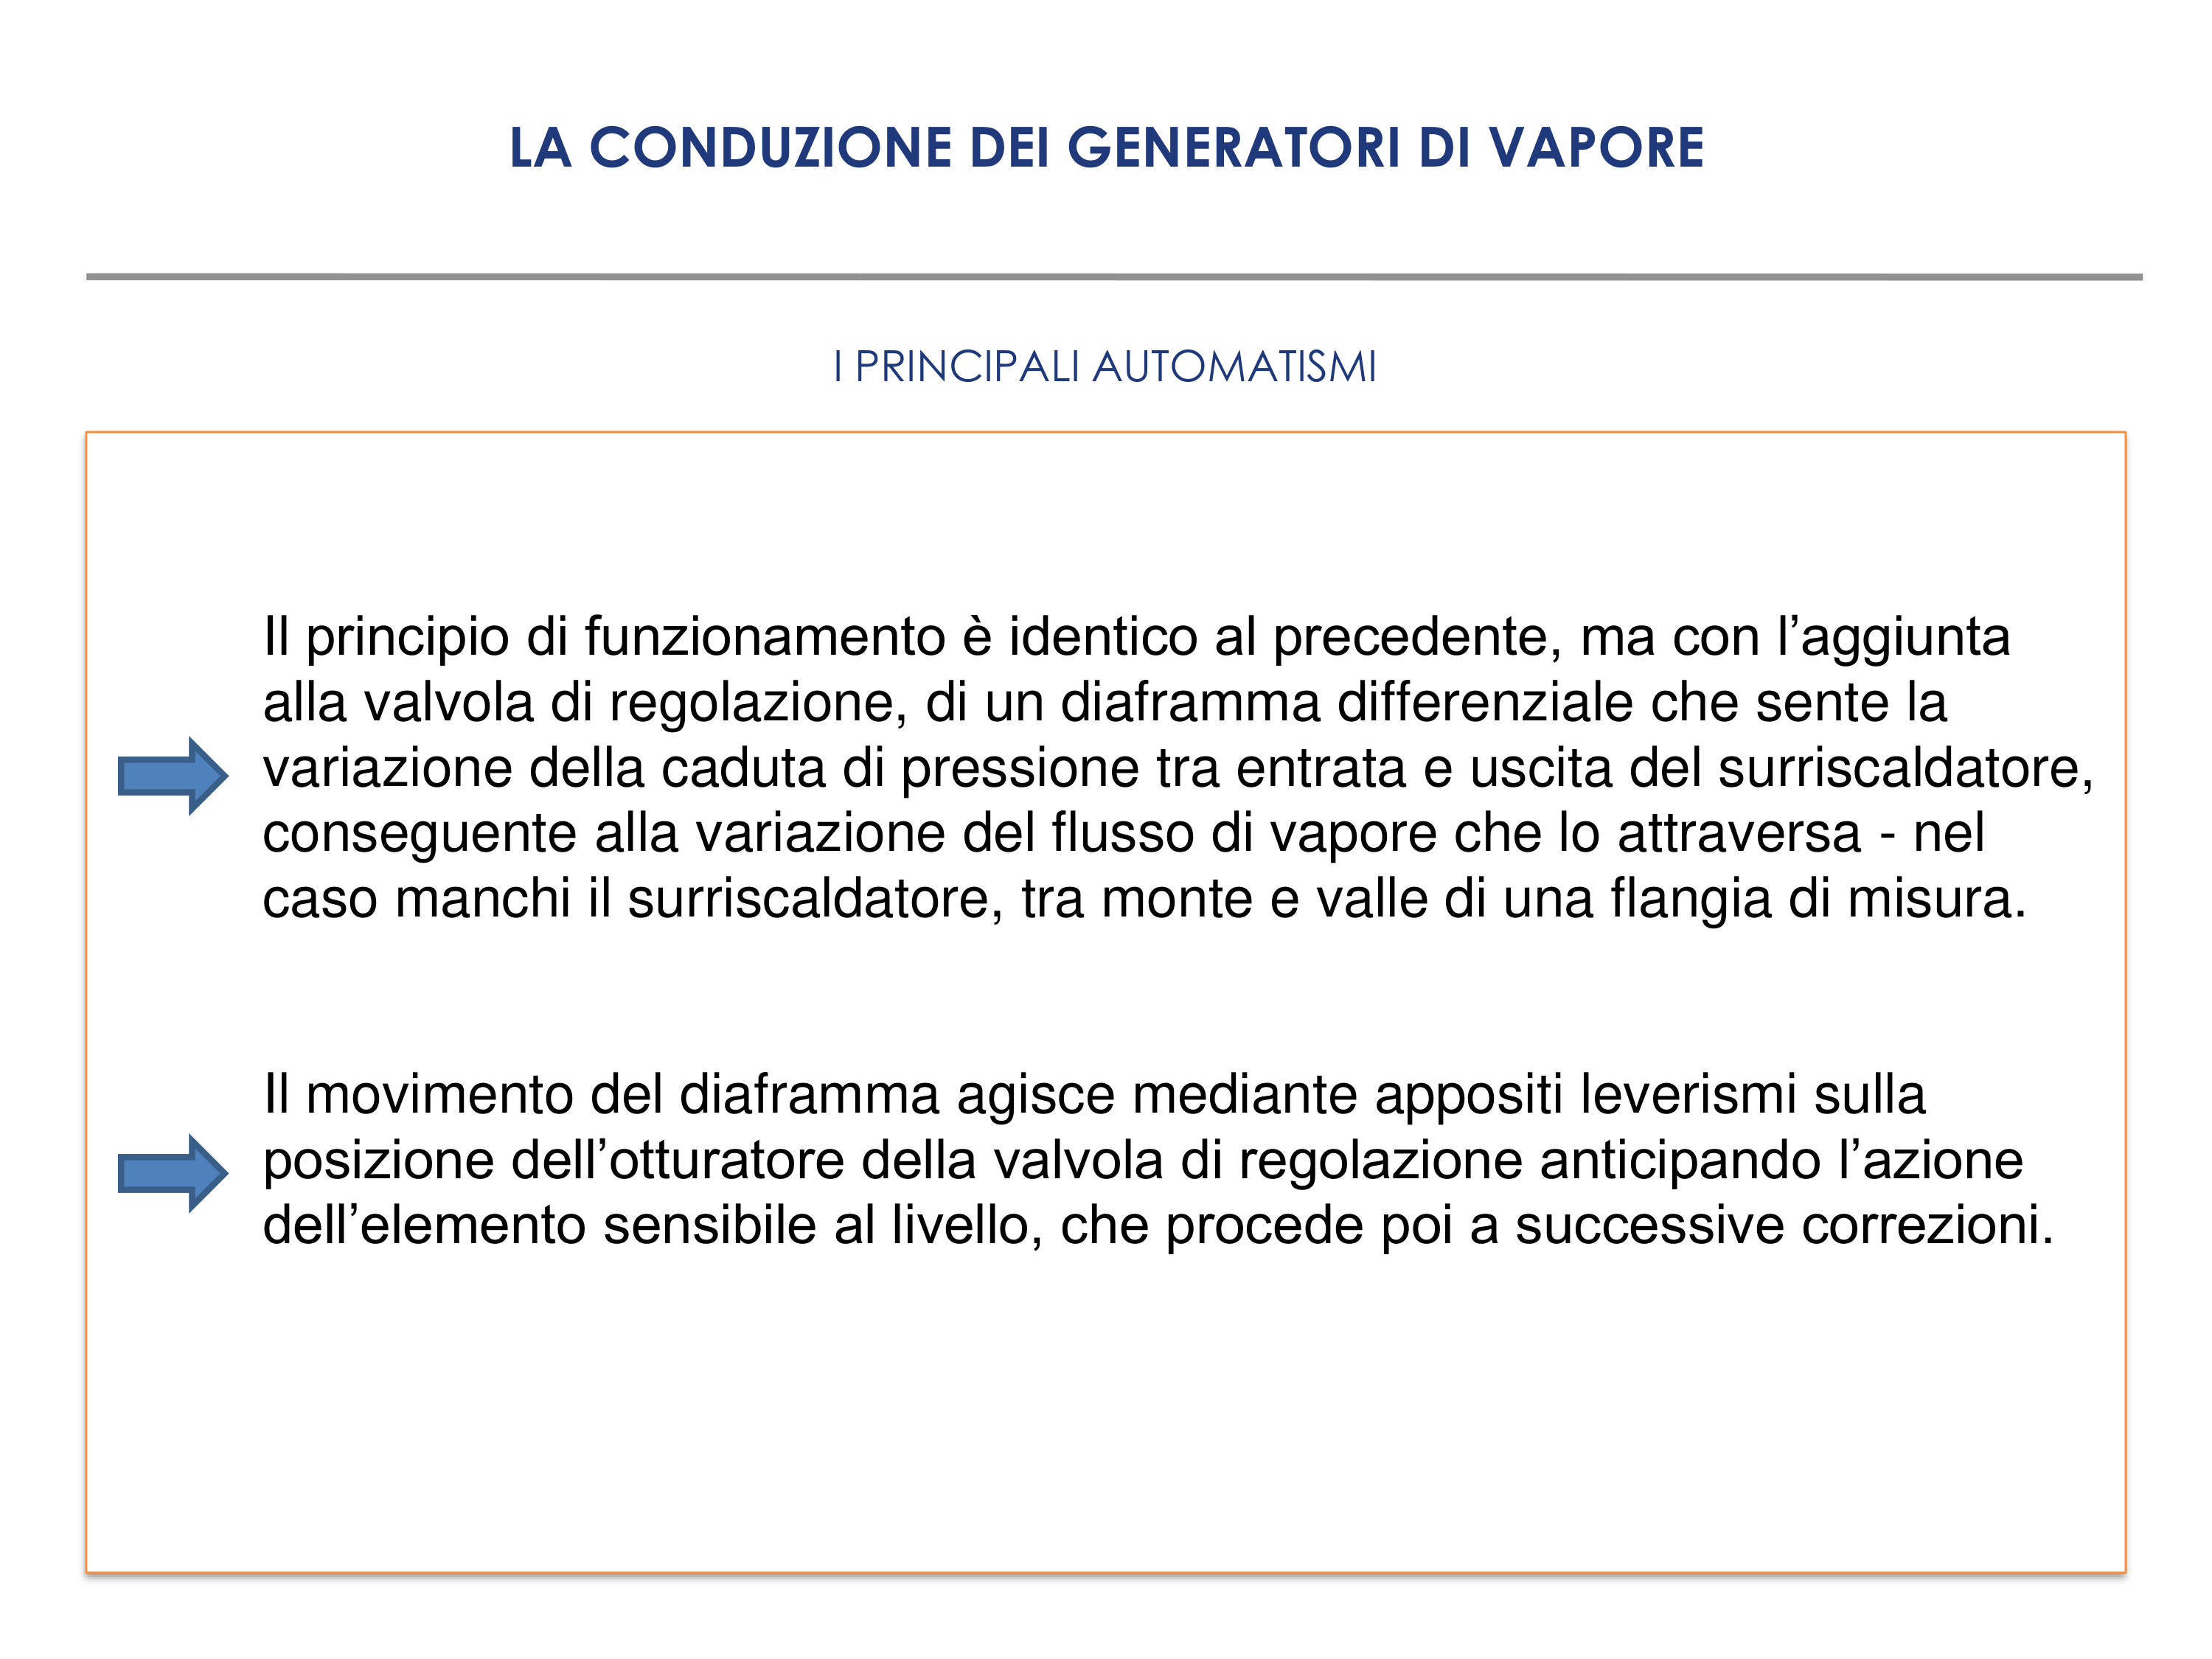 LA CONDUZIONE DEI GENERATORI DI VAPORE
I PRINCIPALI AUTOMATISMI
Il principio di funzionamento è identico al precedente, ma con l’aggiunta
alla valvola di regolazione, di un diaframma differenziale che sente la
variazione della caduta di pressione tra entrata e uscita del surriscaldatore,
conseguente alla variazione del flusso di vapore che lo attraversa - nel
caso manchi il surriscaldatore, tra monte e valle di una flangia di misura.
Il movimento del diaframma agisce mediante appositi leverismi sulla
posizione dell’otturatore della valvola di regolazione anticipando l’azione
dell’elemento sensibile al livello, che procede poi a successive correzioni.